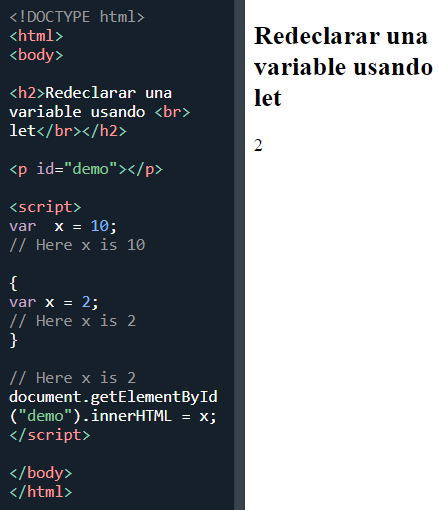 <!DOCTYPE html>
<html>
<body>
<h2>Redeclarar una
variable usando <br>
let</br></h2>
<p id="demo"></p>
<script>
var  x = 10;
// Here x is 10
{
var x = 2;
// Here x is 2
}
// Here x is 2
document.getElementById
("demo").innerHTML = x;
</script>
</body>
</html>
Redeclarar una
variable usando
let
2